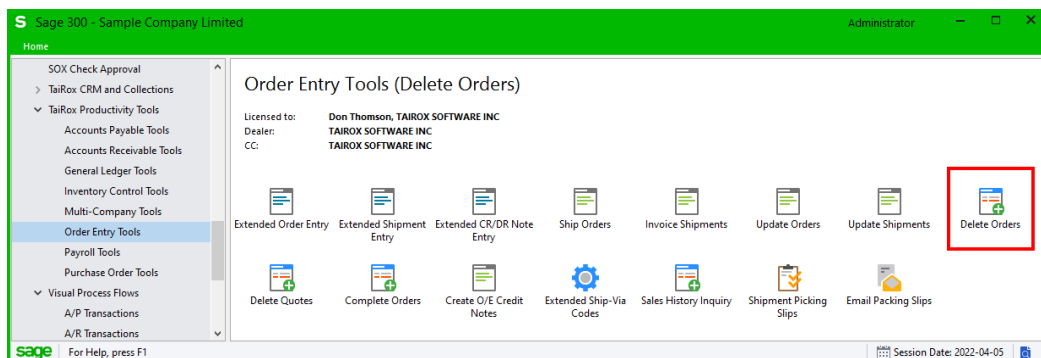 S Sage 300 - Sample Company Limited
Administrator
Home
SOX Check Approval
TaiRox CRM and Collections
TaiRox Productivity Tools
Accounts Payable Tools
Accounts Receivable Tools
General Ledger Tools
Inventory Control Tools
Multi-Company Tools
Order Entry Tools
Payroll Tools
Purchase Order Tools
Visual Process Flows
A/P Transactions
A/R Transactions
Order Entry Tools (Delete Orders)
Licensed to: Don Thomson, TAIROX SOFTWARE INC
Dealer: TAIROX SOFTWARE INC
CC: TAIROX SOFTWARE INC
Extended Order Entry
Extended Shipment
Entry
Extended CR/DR Note
Entry
Ship Orders
Invoice Shipments
Update Orders
Update Shipments
Delete Orders
Delete Quotes
Complete Orders
Create O/E Credit
Notes
Extended Ship-Via
Codes
Sales History Inquiry
Shipment Picking
Slips
Email Packing Slips
sage For Help, press F1
Session Date: 2022-04-05